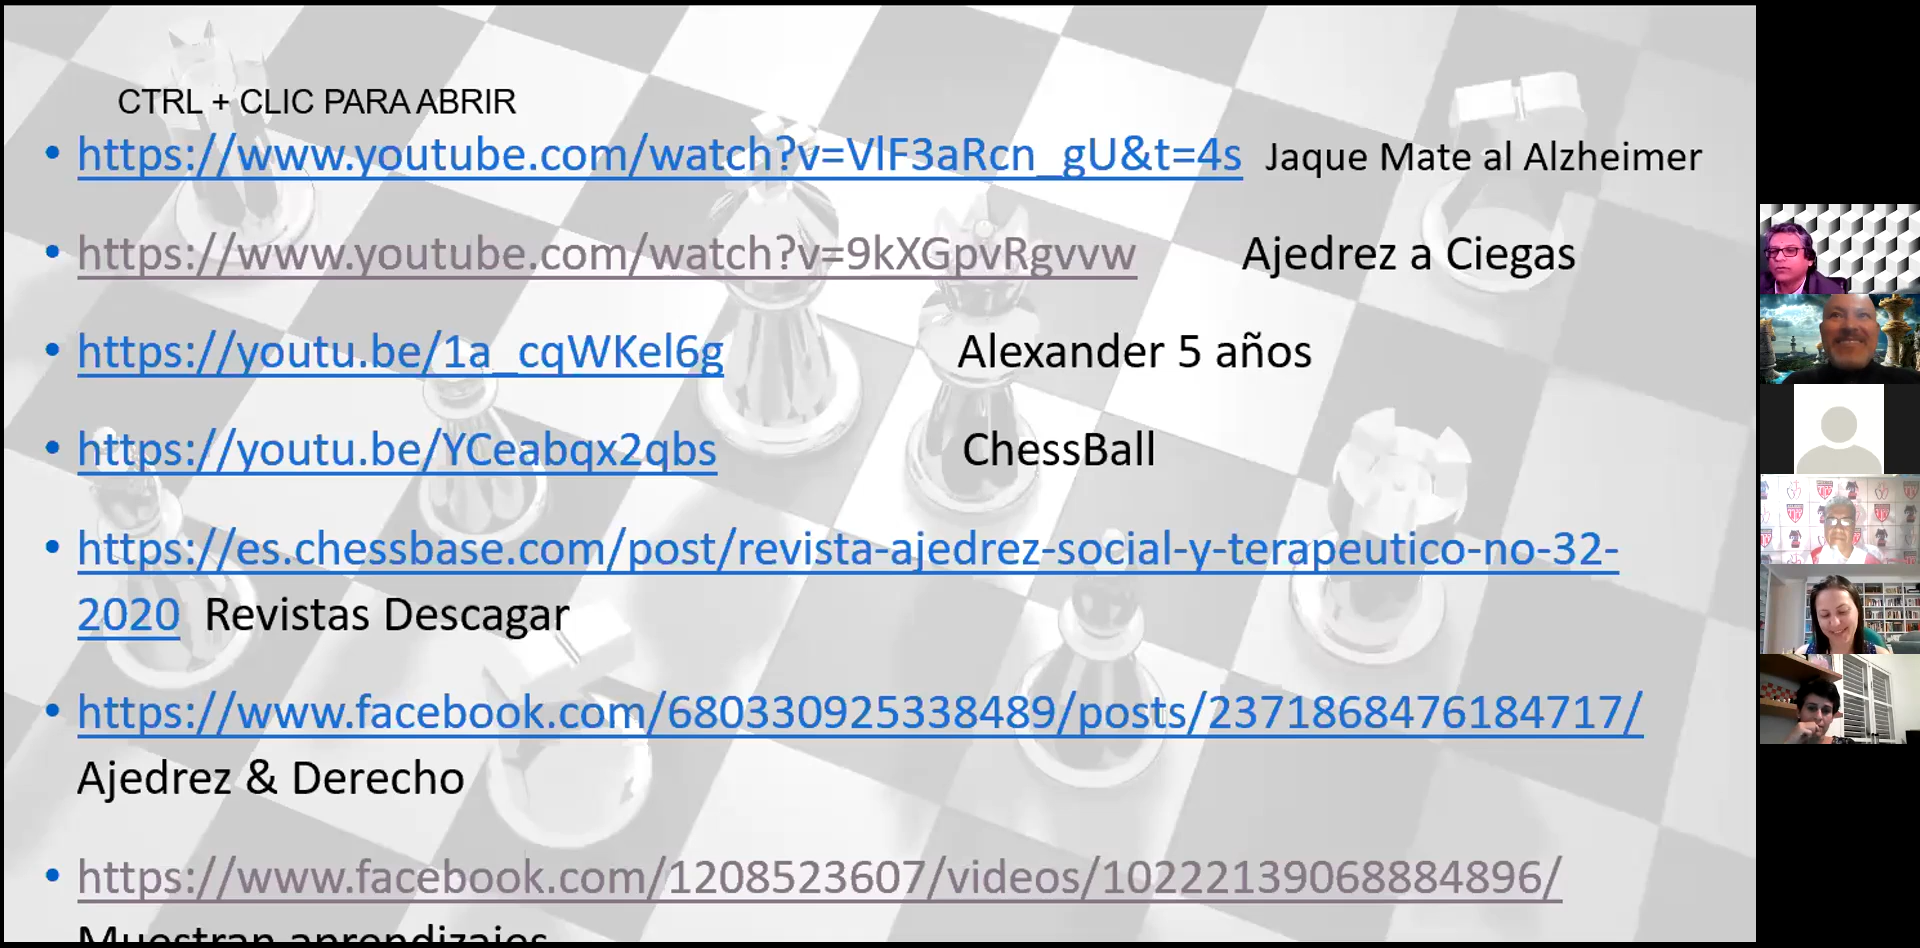 CTRL + CLIC PARA ABRIR
• https://www.youtube.com/watch?v=VlF3aRcn_gU&t=4s Jaque Mate al Alzheimer
• https://www.youtube.com/watch?v=9kXGpvRgvvw Ajedrez a Ciegas
• https://youtu.be/1a_cqWKel6g Alexander 5 años
• https://youtu.be/YCeabqx2qbs ChessBall
• https://es.chessbase.com/post/revista-ajedrez-social-y-terapeutico-no-32-
2020 Revistas Descagar
• https://www.facebook.com/680330925338489/posts/2371868476184717/
Ajedrez & Derecho
• https://www.facebook.com/1208523607/videos/10222139068884896/
Muestran aprendizajes